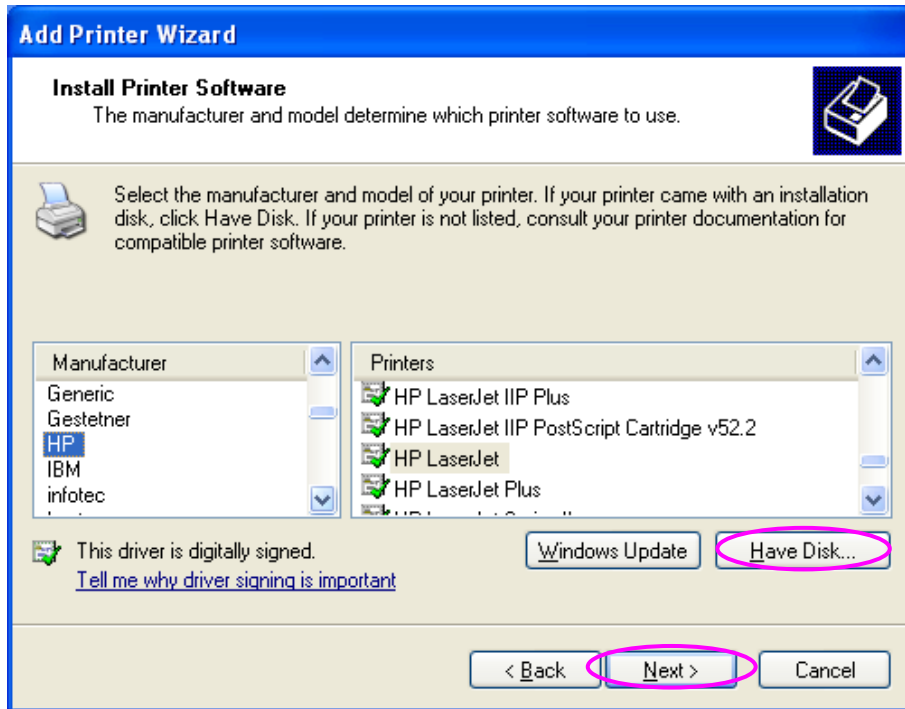 Add Printer Wizard
Install Printer Software
The manufacturer and model determine which printer software to use.
Select the manufacturer and model of your printer. If your printer came with an installation
disk, click Have Disk. If your printer is not listed, consult your printer documentation for
compatible printer software.
Manufacturer
Generic
Gestetner
HP
IBM
infotec
Printers
HP LaserJet IIP Plus
HP LaserJet IIP PostScript Cartridge v52.2
HP LaserJet
HP LaserJet Plus
This driver is digitally signed.
Tell me why driver signing is important
Windows Update
Have Disk...
< Back
Next >
Cancel